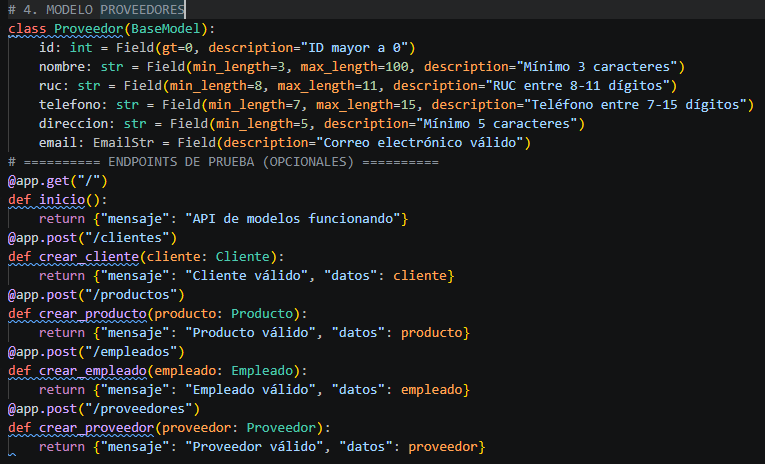 # 4. MODELO PROVEEDORES
class Proveedor(BaseModel):
    id: int = Field(gt=0, description="ID mayor a 0")
    nombre: str = Field(min_length=3, max_length=100, description="Mínimo 3 caracteres")
    ruc: str = Field(min_length=8, max_length=11, description="RUC entre 8-11 dígitos")
    telefono: str = Field(min_length=7, max_length=15, description="Teléfono entre 7-15 dígitos")
    direccion: str = Field(min_length=5, description="Mínimo 5 caracteres")
    email: EmailStr = Field(description="Correo electrónico válido")
# ========== ENDPOINTS DE PRUEBA (OPCIONALES) ==========
@app.get("/")
def inicio():
    return {"mensaje": "API de modelos funcionando"}
@app.post("/clientes")
def crear_cliente(cliente: Cliente):
    return {"mensaje": "Cliente válido", "datos": cliente}
@app.post("/productos")
def crear_producto(producto: Producto):
    return {"mensaje": "Producto válido", "datos": producto}
@app.post("/empleados")
def crear_empleado(empleado: Empleado):
    return {"mensaje": "Empleado válido", "datos": empleado}
@app.post("/proveedores")
def crear_proveedor(proveedor: Proveedor):
    return {"mensaje": "Proveedor válido", "datos": proveedor}